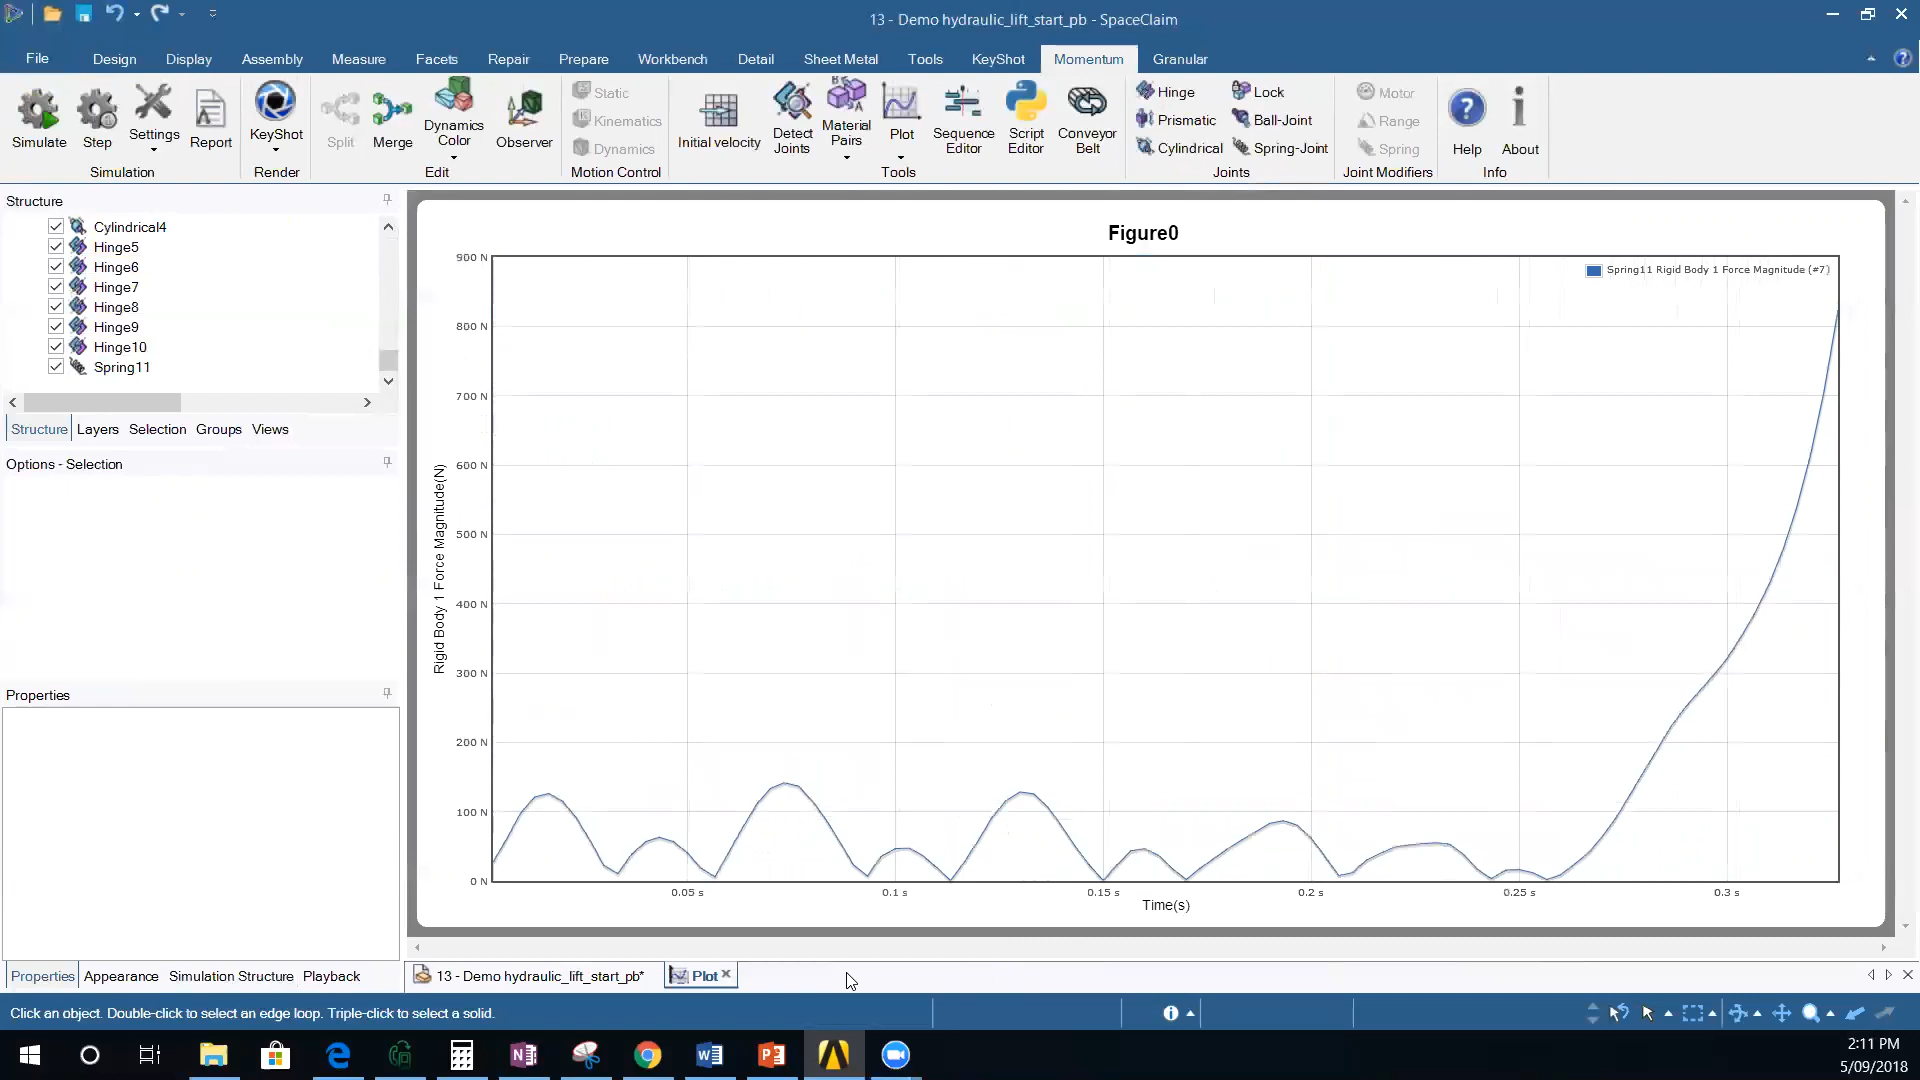 13 - Demo hydraulic_lift_start_pb - SpaceClaim
File Design Display Assembly Measure Facets Repair Prepare Workbench Detail Sheet Metal Tools KeyShot Momentum Granular
Simulate Step Settings Report
Simulation
KeyShot
Render
Split Merge Dynamics Color Observer
Edit
Static
Kinematics
Dynamics
Motion Control
Initial velocity Detect Joints Material Pairs Plot Sequence Editor Script Editor Conveyor Belt
Tools
Hinge Lock
Prismatic Ball-Joint
Cylindrical Spring-Joint
Joints
Motor
Range
Spring
Joint Modifiers
Help About
Info
Structure
Cylindrical4
Hinge5
Hinge6
Hinge7
Hinge8
Hinge9
Hinge10
Spring11
Structure Layers Selection Groups Views
Options - Selection
Properties
Properties Appearance Simulation Structure Playback
Figure0
Spring11 Rigid Body 1 Force Magnitude (#7)
Rigid Body 1 Force Magnitude(N)
900 N
800 N
700 N
600 N
500 N
400 N
300 N
200 N
100 N
0 N
0.05 s 0.1 s 0.15 s 0.2 s 0.25 s 0.3 s
Time(s)
13 - Demo hydraulic_lift_start_pb* Plot
Click an object. Double-click to select an edge loop. Triple-click to select a solid.
2:11 PM
5/09/2018